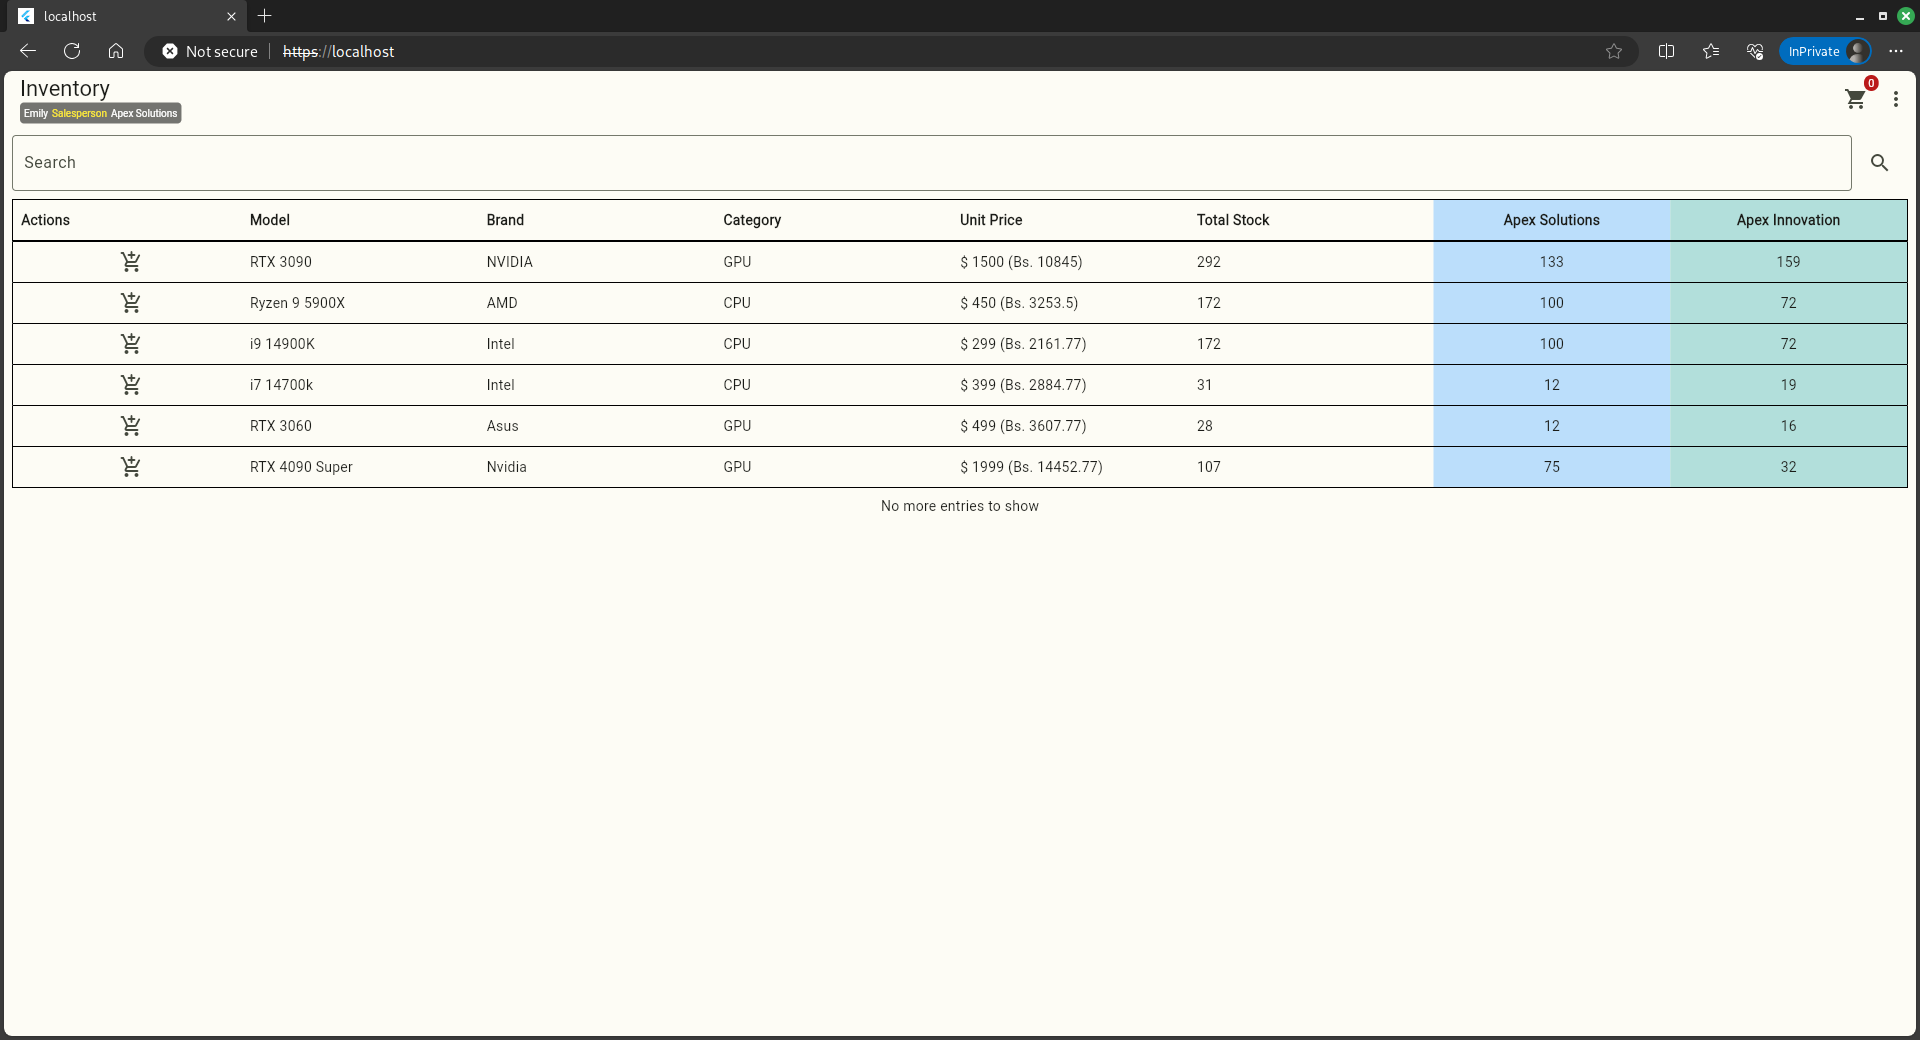 localhost
Not secure https://localhost InPrivate
Inventory
0
Emily Salesperson Apex Solutions
Search
Actions Model Brand Category Unit Price Total Stock Apex Solutions Apex Innovation
RTX 3090 NVIDIA GPU $ 1500 (Bs. 10845) 292 133 159
Ryzen 9 5900X AMD CPU $ 450 (Bs. 3253.5) 172 100 72
i9 14900K Intel CPU $ 299 (Bs. 2161.77) 172 100 72
i7 14700k Intel CPU $ 399 (Bs. 2884.77) 31 12 19
RTX 3060 Asus GPU $ 499 (Bs. 3607.77) 28 12 16
RTX 4090 Super Nvidia GPU $ 1999 (Bs. 14452.77) 107 75 32
No more entries to show